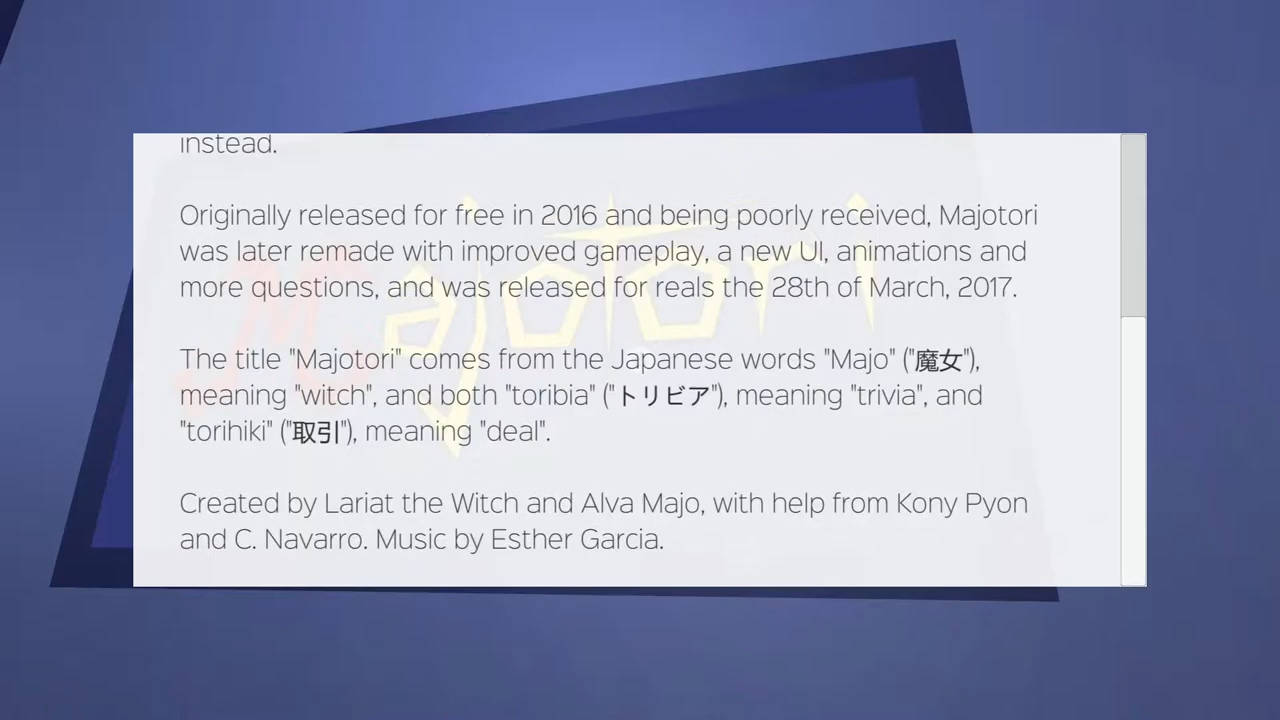 instead.
Originally released for free in 2016 and being poorly received, Majotori
was later remade with improved gameplay, a new UI, animations and
more questions, and was released for reals the 28th of March, 2017.
The title "Majotori" comes from the Japanese words "Majo" ("魔女"),
meaning "witch", and both "toribia" ("トリビア"), meaning "trivia", and
"torihiki" ("取引"), meaning "deal".
Created by Lariat the Witch and Alva Majo, with help from Kony Pyon
and C. Navarro. Music by Esther Garcia.
Majotori